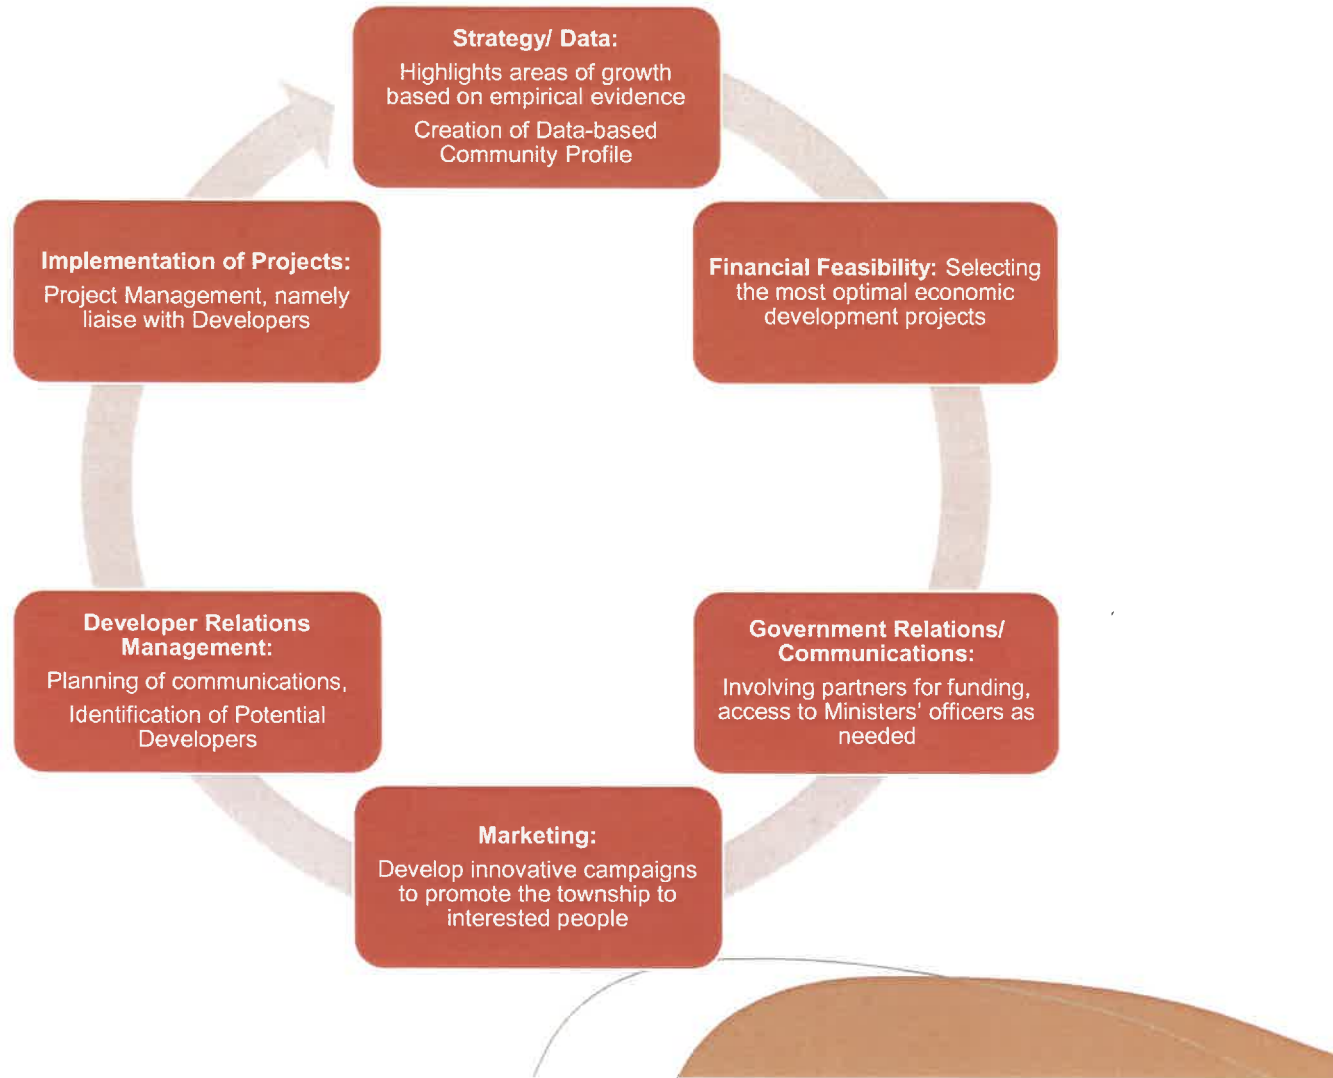 Strategy/ Data:
Highlights areas of growth
based on empirical evidence
Creation of Data-based
Community Profile
Financial Feasibility: Selecting
the most optimal economic
development projects
Government Relations/
Communications:
Involving partners for funding,
access to Ministers' officers as
needed
Marketing:
Develop innovative campaigns
to promote the township to
interested people
Developer Relations
Management:
Planning of communications,
Identification of Potential
Developers
Implementation of Projects:
Project Management, namely
liaise with Developers